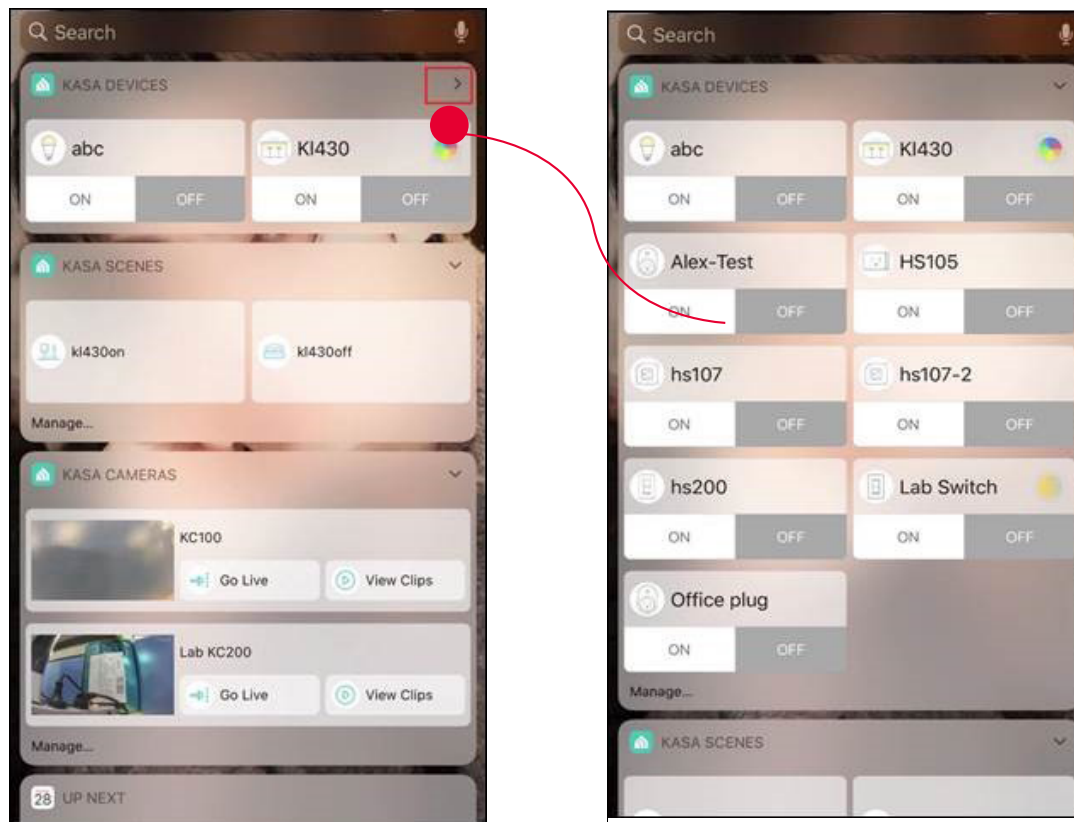 Search
KASA DEVICES
abc
KI430
ON OFF ON OFF
KASA SCENES
kl430on
kl430off
Manage...
KASA CAMERAS
KC100
Go Live View Clips
Lab KC200
Go Live View Clips
Manage...
28 UP NEXT
Search
KASA DEVICES
abc
KI430
ON OFF ON OFF
Alex-Test
HS105
ON OFF ON OFF
hs107
hs107-2
ON OFF ON OFF
hs200
Lab Switch
ON OFF ON OFF
Office plug
ON OFF
Manage...
KASA SCENES